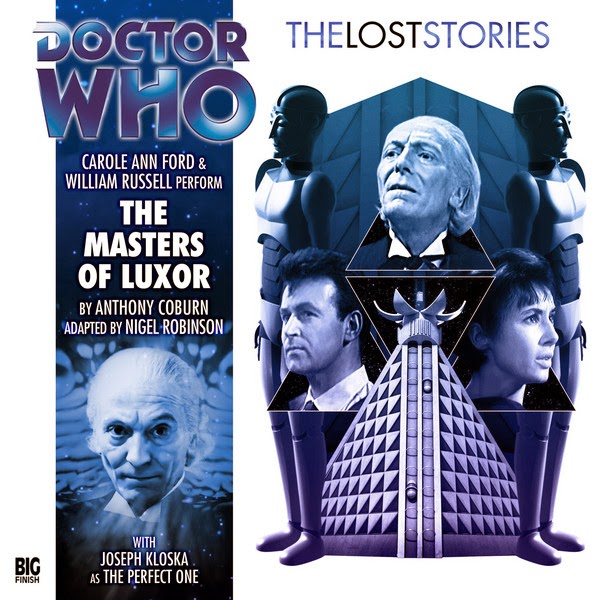 DOCTOR
WHO
THELOSTSTORIES
CAROLE ANN FORD &
WILLIAM RUSSELL PERFORM
THE
MASTERS
OF LUXOR
BY ANTHONY COBURN
ADAPTED BY NIGEL ROBINSON
WITH
JOSEPH KLOSKA
AS THE PERFECT ONE
BIG
FINISH